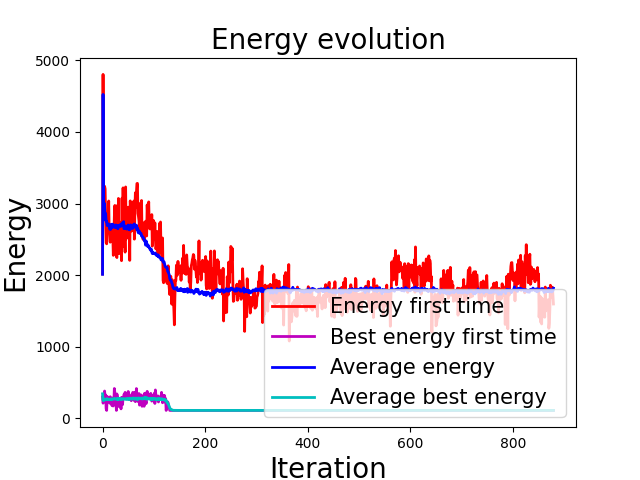 Energy evolution
5000
4000
3000
2000
1000
0
Energy
0 200 400 600 800
Iteration
Energy first time
Best energy first time
Average energy
Average best energy